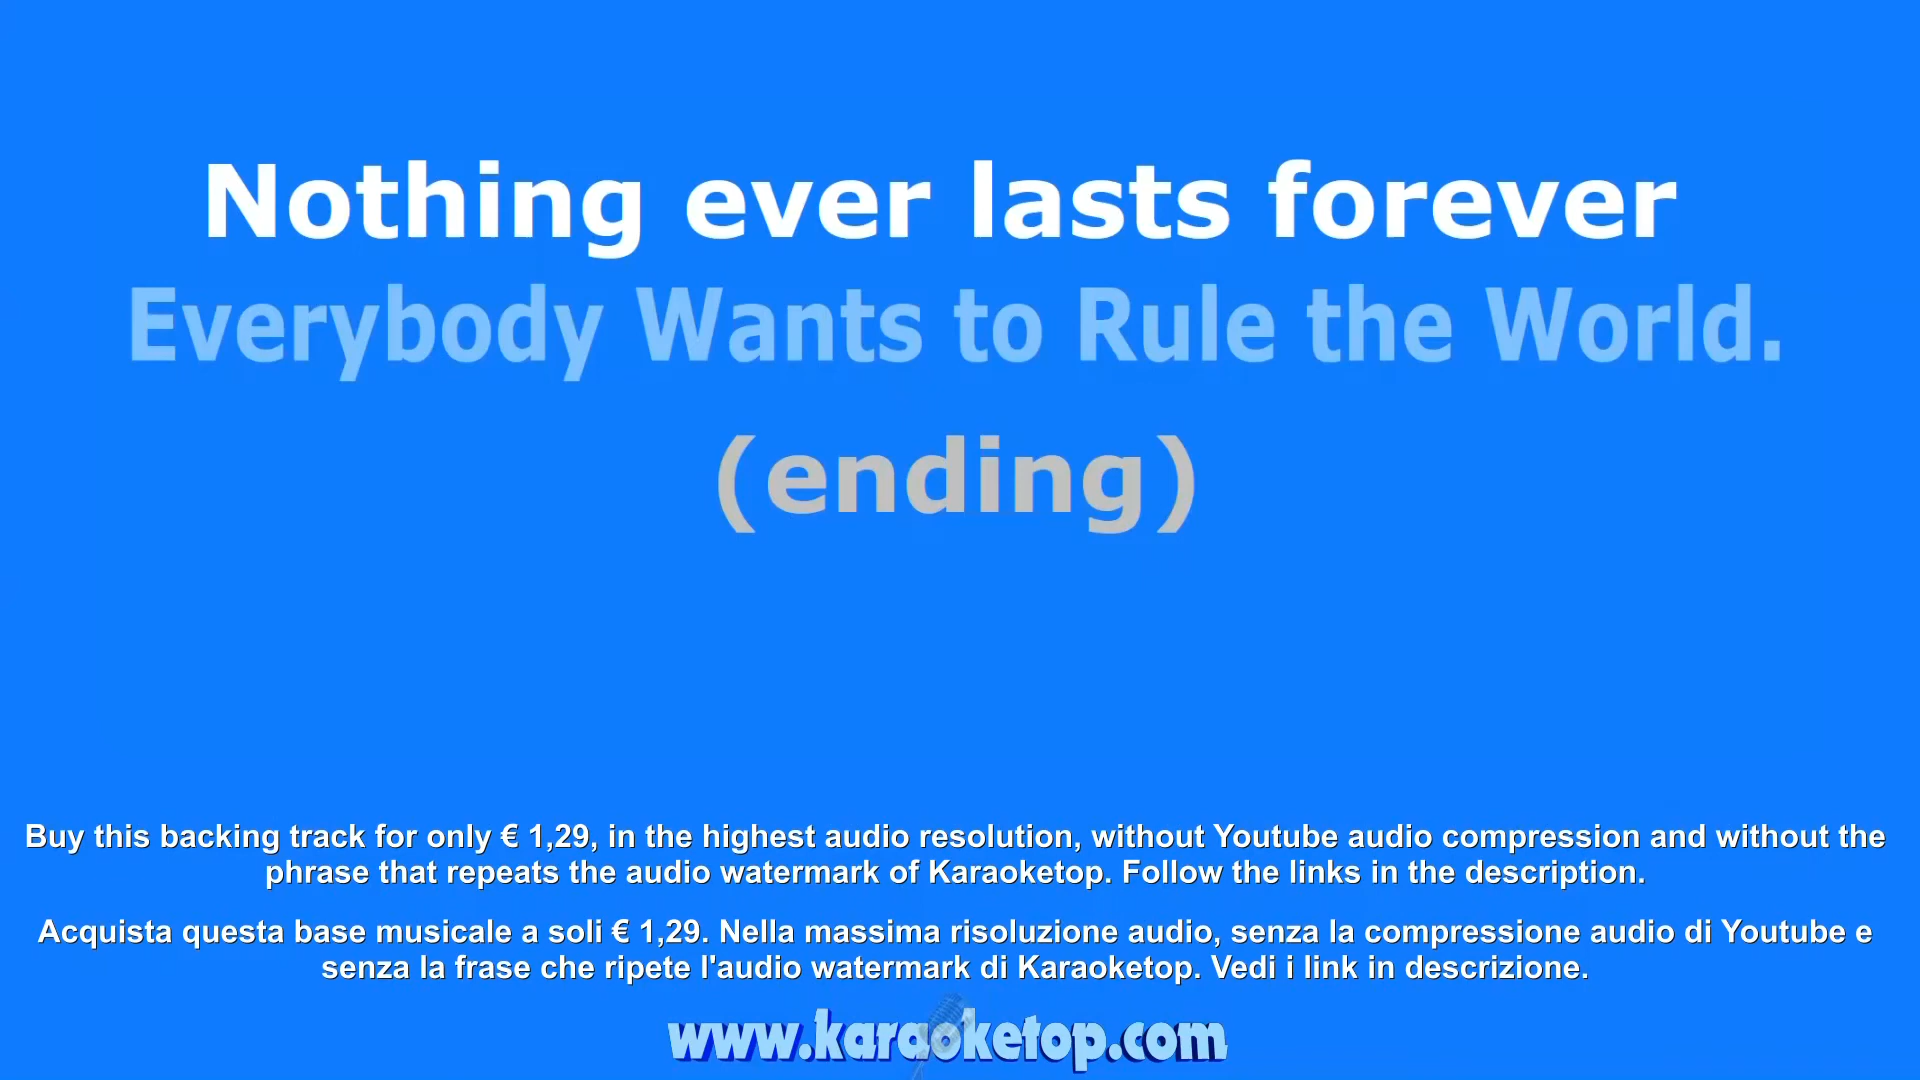 Nothing ever lasts forever
Everybody Wants to Rule the World.
(ending)
Buy this backing track for only € 1,29, in the highest audio resolution, without Youtube audio compression and without the
phrase that repeats the audio watermark of Karaoketop. Follow the links in the description.
Acquista questa base musicale a soli € 1,29. Nella massima risoluzione audio, senza la compressione audio di Youtube e
senza la frase che ripete l'audio watermark di Karaoketop. Vedi i link in descrizione.
www.karaoketop.com